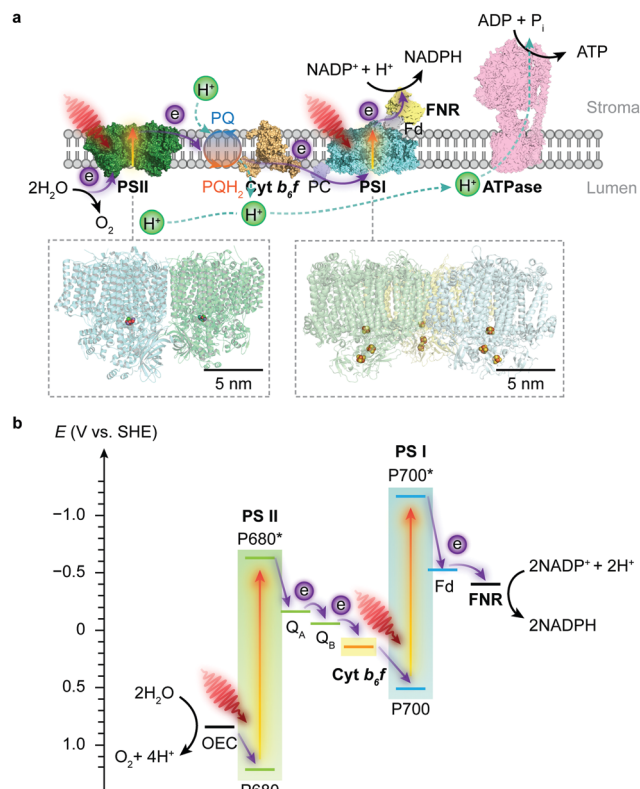 a
ADP + Pi
ATP
NADP⁺ + H⁺
NADPH
H⁺
PQ
e
FNR
Fd
Stroma
e
e
e
2H₂O
PSII
PQH₂
Cyt b₆f
PC
PSI
H⁺
ATPase
Lumen
O₂
H⁺
H⁺
5 nm
5 nm
b
E (V vs. SHE)
PS I
P700*
−1.0
PS II
P680*
e
−0.5
Fd
FNR
2NADP⁺ + 2H⁺
e
e
QA
QB
0
2NADPH
Cyt b₆f
0.5
P700
2H₂O
OEC
O₂+ 4H⁺
1.0
P680